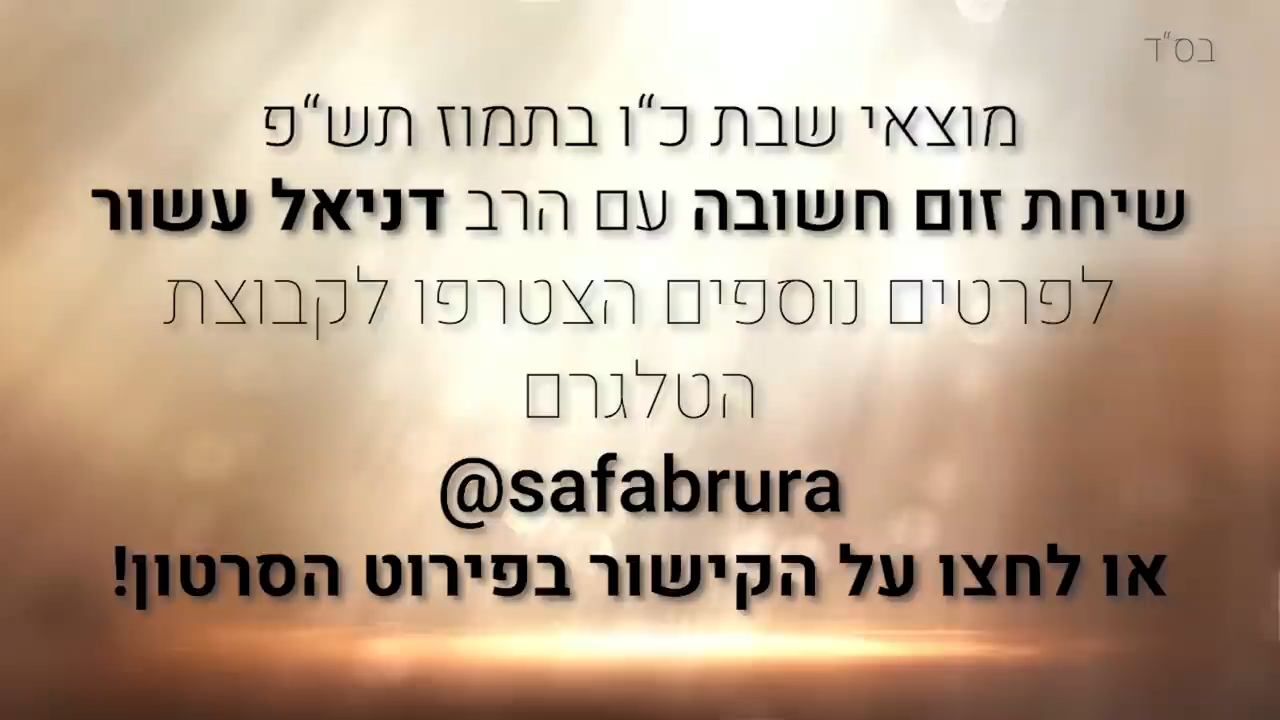 בס"ד
מוצאי שבת כ"ו בתמוז תש"פ
שיחת זום חשובה עם הרב דניאל עשור
לפרטים נוספים הצטרפו לקבוצת
הטלגרם
@safabrura
או לחצו על הקישור בפירוט הסרטון!